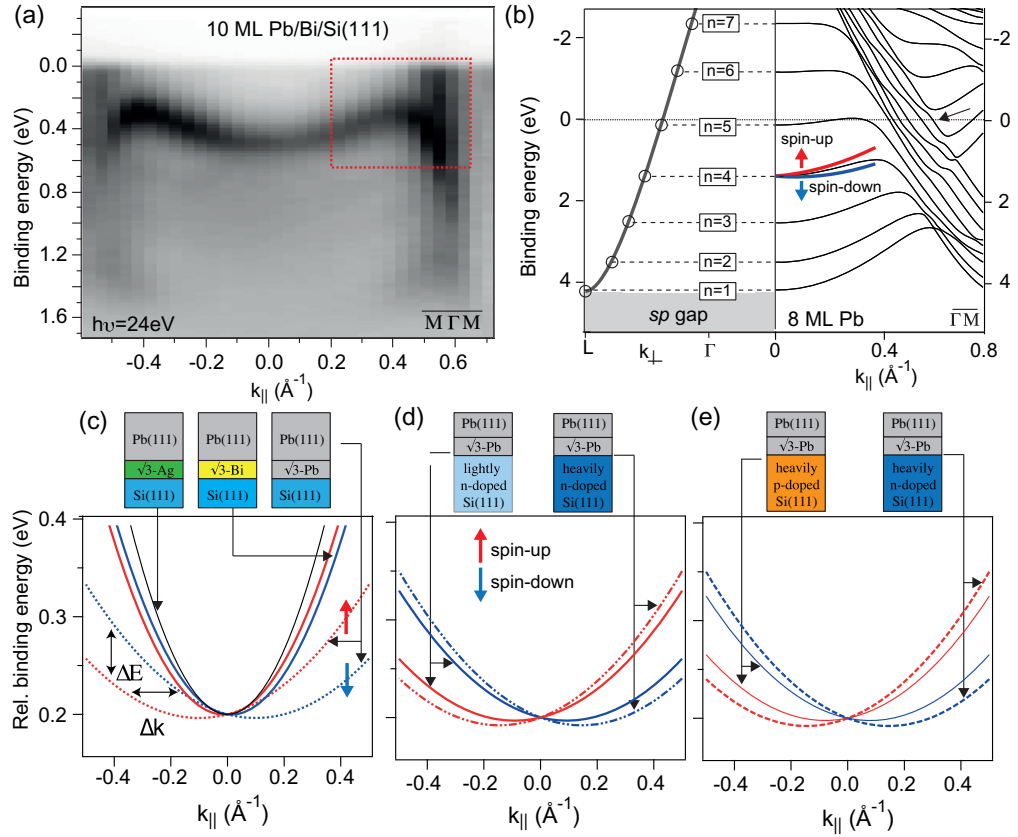 (a)
10 ML Pb/Bi/Si(111)
Binding energy (eV)
0.0
0.4
0.8
1.2
1.6
hυ=24eV
M Γ M
-0.4 -0.2 0.0 0.2 0.4 0.6
k|| (Å-1)
(b)
Binding energy (eV)
-2
0
2
4
n=7
n=6
n=5
n=4
n=3
n=2
n=1
spin-up
spin-down
sp gap
8 ML Pb
ΓM
-2
0
2
4
L k⊥ Γ
0 0.4 0.8
k|| (Å-1)
(c)
Pb(111) Pb(111) Pb(111)
√3-Ag √3-Bi √3-Pb
Si(111) Si(111) Si(111)
Rel. binding energy (eV)
0.4
0.3
0.2
ΔE
Δk
-0.4 -0.2 0.0 0.2 0.4
k|| (Å-1)
(d)
Pb(111) Pb(111)
√3-Pb √3-Pb
lightly heavily
n-doped n-doped
Si(111) Si(111)
spin-up
spin-down
-0.4 -0.2 0.0 0.2 0.4
k|| (Å-1)
(e)
Pb(111) Pb(111)
√3-Pb √3-Pb
heavily heavily
p-doped n-doped
Si(111) Si(111)
-0.4 -0.2 0.0 0.2 0.4
k|| (Å-1)